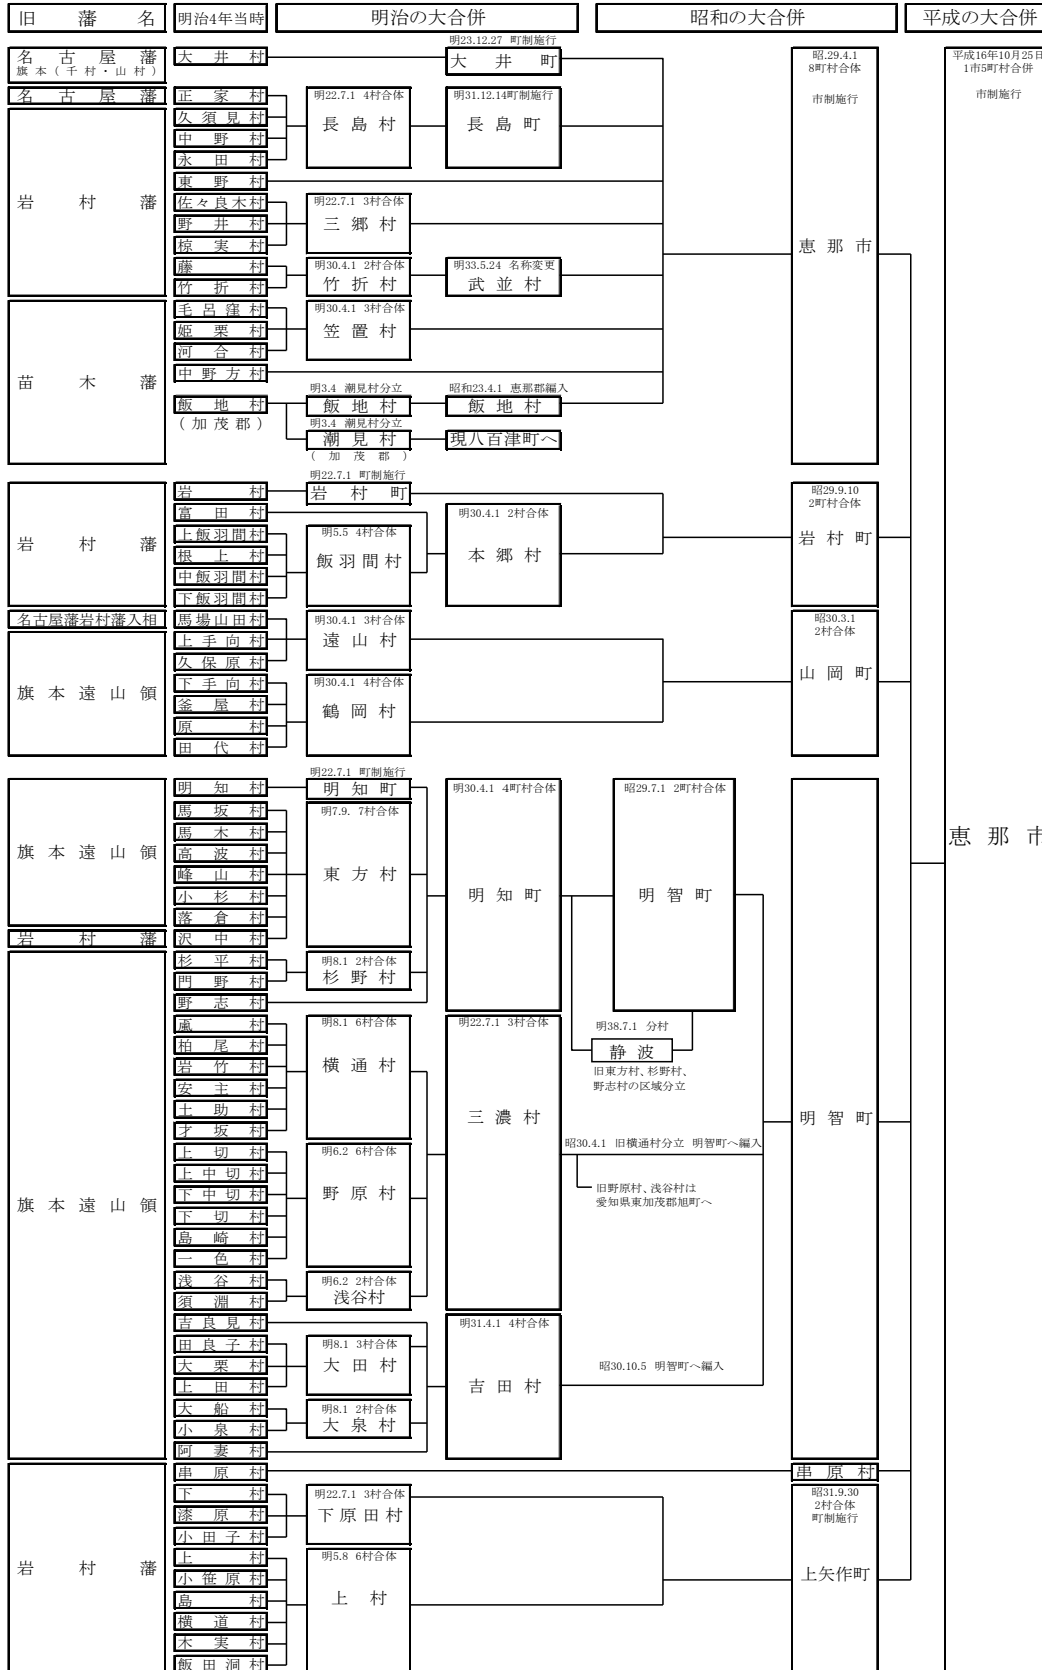 旧藩名 明治4年当時 明治の大合併 昭和の大合併 平成の大合併
名古屋藩
旗本(千村・山村)
大井村
明23.12.27 町制施行
大井町
昭.29.4.1
8町村合体
市制施行
恵那市
平成16年10月25日
1市5町村合併
市制施行
恵那市
名古屋藩
正家村
久須見村
中野村
永田村
明22.7.1 4村合体
長島村
明31.12.14町制施行
長島町
岩村藩
東野村
佐々良木村
野井村
椋実村
明22.7.1 3村合体
三郷村
藤村
竹折村
明30.4.1 2村合体
竹折村
明33.5.24 名称変更
武並村
苗木藩
毛呂窪村
姫栗村
河合村
明30.4.1 3村合体
笠置村
中野方村
飯地村
(加茂郡)
明3.4 潮見村分立
飯地村
昭和23.4.1 恵那郡編入
飯地村
明3.4 潮見村分立
潮見村
(加茂郡)
現八百津町へ
岩村藩
岩村
明22.7.1 町制施行
岩村町
富田村
上飯羽間村
根上村
中飯羽間村
下飯羽間村
明5.5 4村合体
飯羽間村
明30.4.1 2村合体
本郷村
昭29.9.10
2町村合体
岩村町
名古屋藩岩村藩入相
馬場山田村
上手向村
久保原村
明30.4.1 3村合体
遠山村
昭30.3.1
2村合体
山岡町
旗本遠山領
下手向村
釜屋村
原村
田代村
明30.4.1 4村合体
鶴岡村
旗本遠山領
明知村
明22.7.1 町制施行
明知町
馬坂村
馬木村
高波村
峰山村
小杉村
落倉村
岩村藩
沢中村
明7.9. 7村合体
東方村
明30.4.1 4町村合体
明知町
昭29.7.1 2町村合体
明智町
旗本遠山領
杉平村
門野村
明8.1 2村合体
杉野村
野志村
明38.7.1 分村
静波
旧東方村、杉野村、
野志村の区域分立
明智町
村
柏尾村
岩竹村
安主村
土助村
才坂村
明8.1 6村合体
横通村
明22.7.1 3村合体
三濃村
昭30.4.1 旧横通村分立 明智町へ編入
旧野原村、浅谷村は
愛知県東加茂郡旭町へ
上切村
上中切村
下中切村
下切村
島崎村
一色村
明6.2 6村合体
野原村
浅谷村
須淵村
明6.2 2村合体
浅谷村
吉良見村
田良子村
大栗村
上田村
明8.1 3村合体
大田村
明31.4.1 4村合体
吉田村
昭30.10.5 明智町へ編入
大船村
小泉村
明8.1 2村合体
大泉村
阿妻村
岩村藩
串原村
串原村
下村
漆原村
小田子村
明22.7.1 3村合体
下原田村
昭31.9.30
2村合体
町制施行
上矢作町
上村
小笹原村
島村
横道村
木実村
飯田洞村
明5.8 6村合体
上村